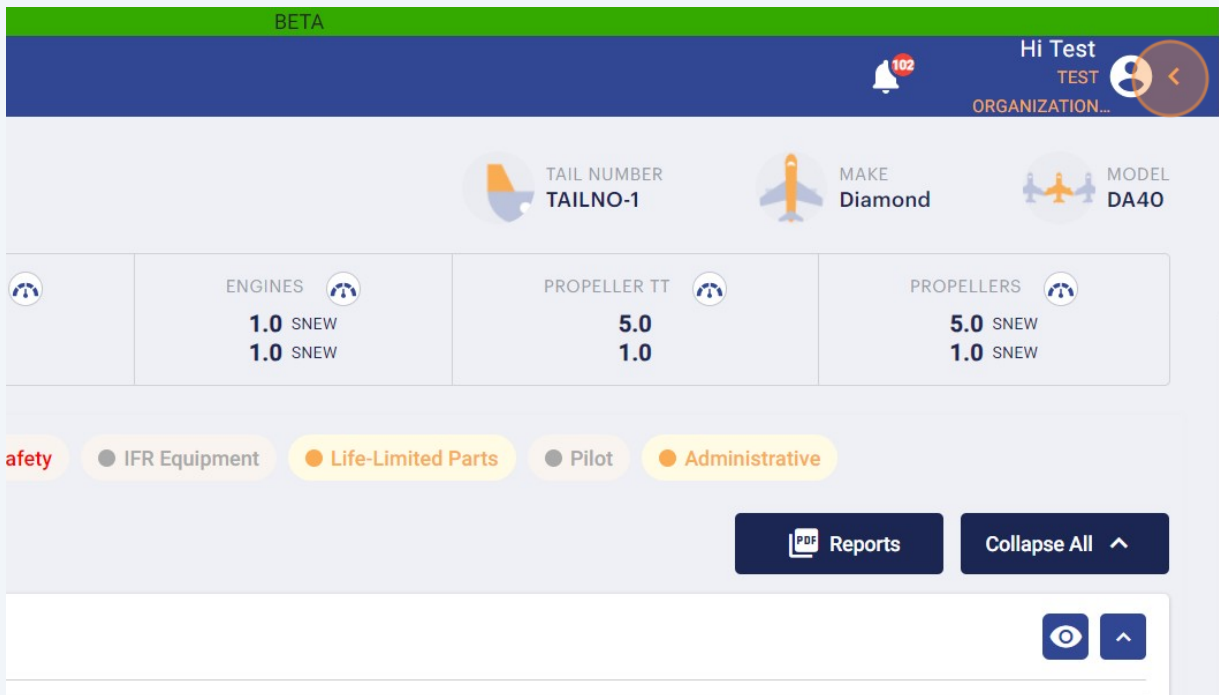 BETA
102
Hi Test
TEST
ORGANIZATION...
TAIL NUMBER
TAILNO-1
MAKE
Diamond
MODEL
DA40
ENGINES
1.0 SNEW
1.0 SNEW
PROPELLER TT
5.0
1.0
PROPELLERS
5.0 SNEW
1.0 SNEW
afety
IFR Equipment
Life-Limited Parts
Pilot
Administrative
PDF Reports
Collapse All